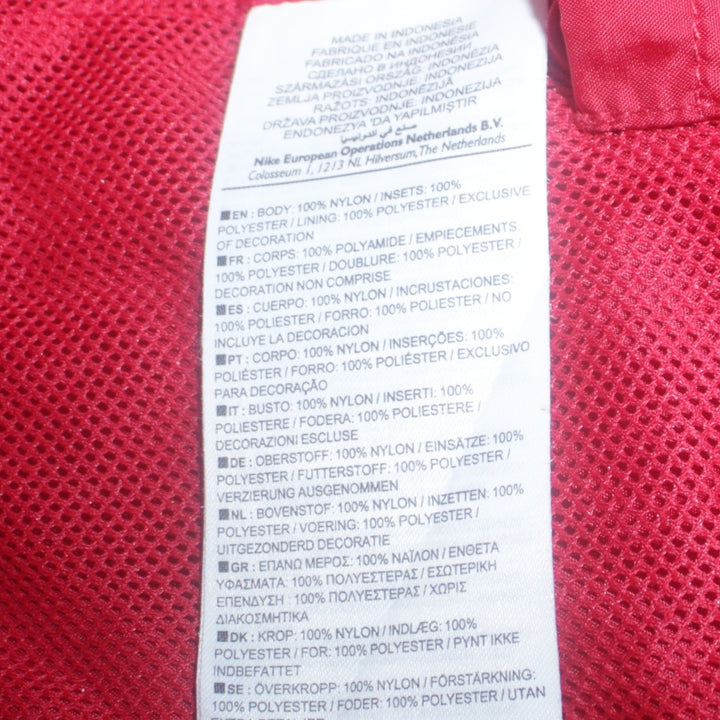 MADE IN INDONESIA
FABRIQUE EN INDONESIE
FABRICADO NA INDONÉSIA
СДЕЛАНО В ИНДОНЕЗИИ
SZÁRMAZÁSI ORSZÁG: INDONÉZIA
ZEMLJA PROIZVODNJE: INDONEZIJA
RAŽOTS: INDONĒZIJĀ
DRŽAVA PROIZVODNJE: INDONEZIJA
ENDONEZYA 'DA YAPILMIŞTIR
صنع في اندونيسيا
Nike European Operations Netherlands B.V.
Colosseum 1, 1213 NL Hilversum, The Netherlands
EN : BODY: 100% NYLON / INSETS: 100%
POLYESTER / LINING: 100% POLYESTER / EXCLUSIVE
OF DECORATION
FR : CORPS: 100% POLYAMIDE / EMPIECEMENTS
100% POLYESTER / DOUBLURE: 100% POLYESTER /
DECORATION NON COMPRISE
ES : CUERPO: 100% NYLON / INCRUSTACIONES:
100% POLIESTER / FORRO: 100% POLIESTER / NO
INCLUYE LA DECORACION
PT : CORPO: 100% NYLON / INSERÇÕES: 100%
POLIÉSTER / FORRO: 100% POLIÉSTER / EXCLUSIVO
PARA DECORAÇÃO
IT : BUSTO: 100% NYLON / INSERTI: 100%
POLIESTERE / FODERA: 100% POLIESTERE /
DECORAZIONI ESCLUSE
DE : OBERSTOFF: 100% NYLON / EINSÄTZE: 100%
POLYESTER / FUTTERSTOFF: 100% POLYESTER /
VERZIERUNG AUSGENOMMEN
NL : BOVENSTOF: 100% NYLON / INZETTEN: 100%
POLYESTER / VOERING: 100% POLYESTER /
UITGEZONDERD DECORATIE
GR : ΕΠΑΝΩ ΜΕΡΟΣ: 100% ΝΑΪΛΟΝ / ΕΝΘΕΤΑ
ΥΦΑΣΜΑΤΑ: 100% ΠΟΛΥΕΣΤΕΡΑΣ / ΕΣΩΤΕΡΙΚΗ
ΕΠΕΝΔΥΣΗ : 100% ΠΟΛΥΕΣΤΕΡΑΣ / ΧΩΡΙΣ
ΔΙΑΚΟΣΜΗΤΙΚΑ
DK : KROP: 100% NYLON / INDLÆG: 100%
POLYESTER / FOR: 100% POLYESTER / PYNT IKKE
INDBEFATTET
SE : ÖVERKROPP: 100% NYLON / FÖRSTÄRKNING:
100% POLYESTER / FODER: 100% POLYESTER / UTAN